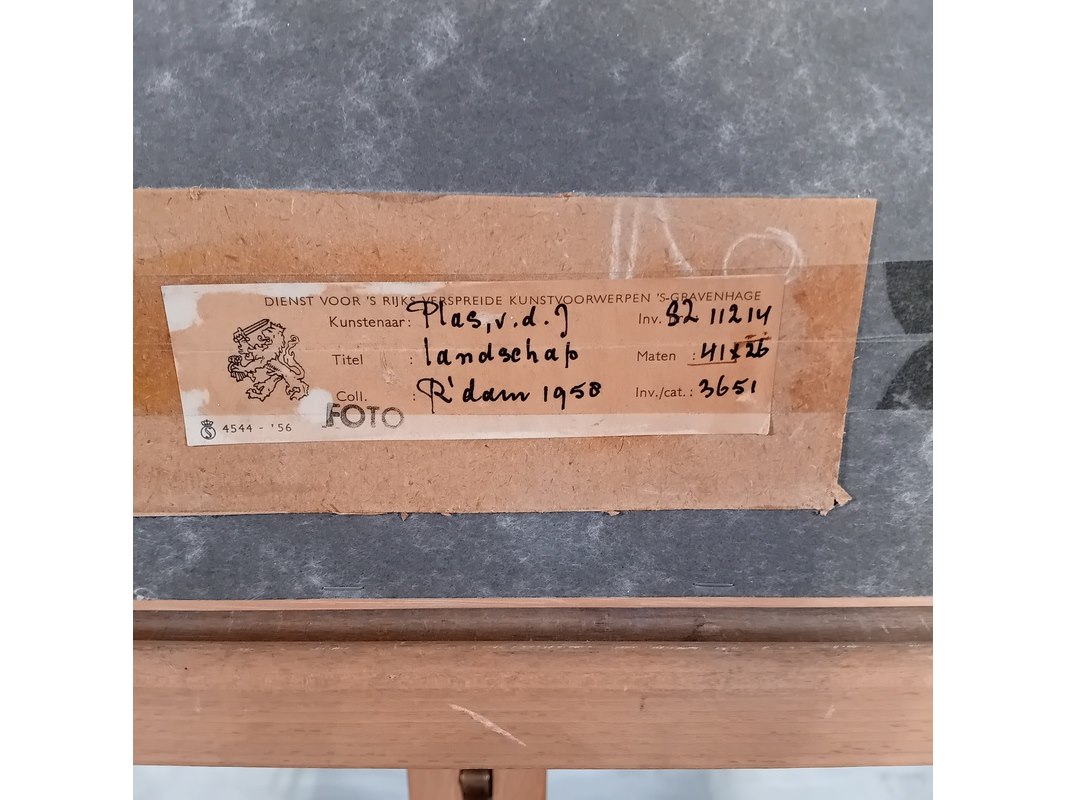 DIENST VOOR 'S RIJKS VERSPREIDE KUNSTVOORWERPEN 'S-GRAVENHAGE
Kunstenaar: Plas, v.d. J Inv. 82 11214
Titel : landschap Maten : 41x26
Coll. : R'dam 1958 Inv./cat.: 3651
FOTO
S 4544 - '56